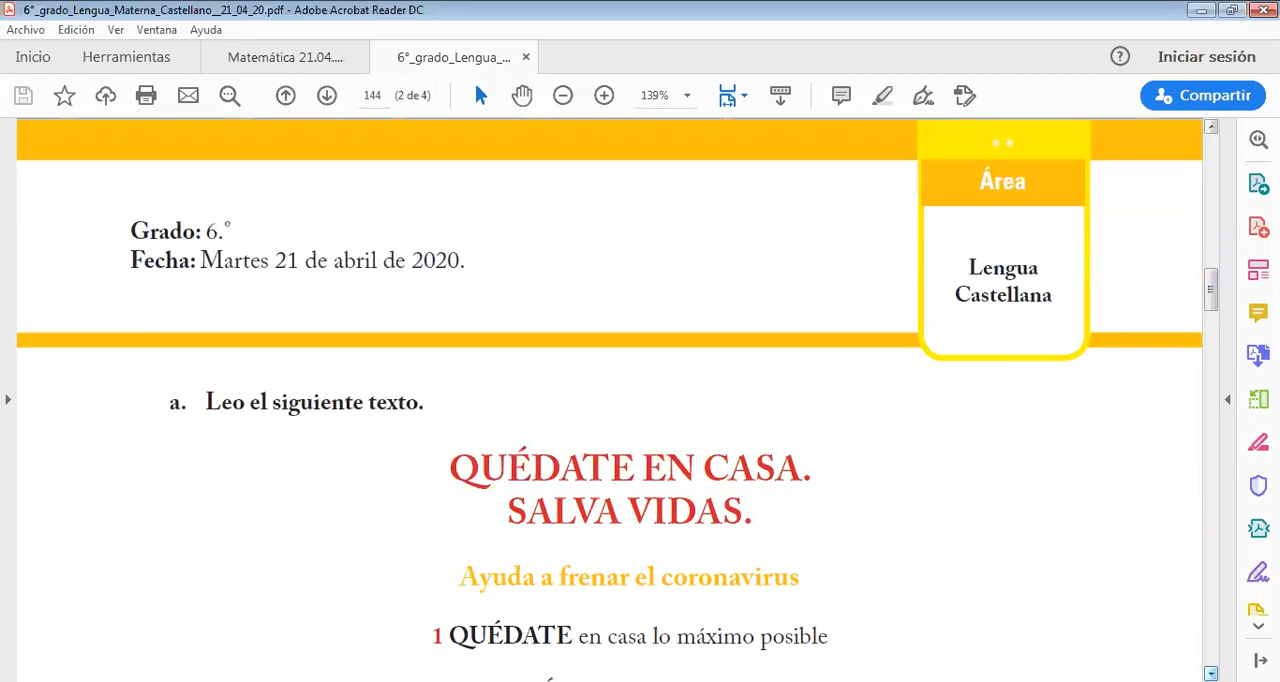 6°_grado_Lengua_Materna_Castellano__21_04_20.pdf - Adobe Acrobat Reader DC
Archivo Edición Ver Ventana Ayuda
Inicio Herramientas Matemática 21.04.... 6°_grado_Lengua_... ×
? Iniciar sesión
144 (2 de 4) 139% Compartir
Área
Lengua
Castellana
Grado: 6.º
Fecha: Martes 21 de abril de 2020.
a. Leo el siguiente texto.
QUÉDATE EN CASA.
SALVA VIDAS.
Ayuda a frenar el coronavirus
1 QUÉDATE en casa lo máximo posible